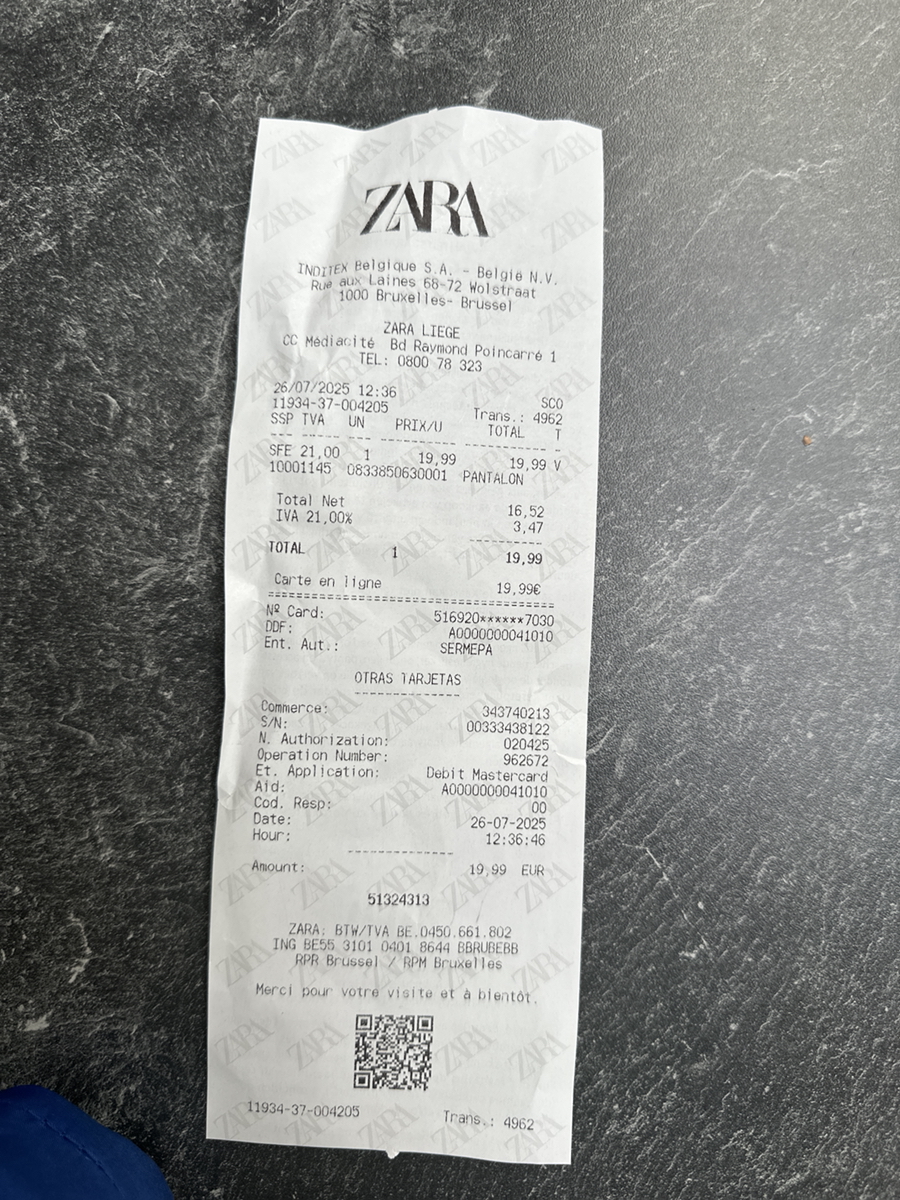 ZARA
INDITEX Belgique S.A. - België N.V.
Rue aux Laines 68-72 Wolstraat
1000 Bruxelles- Brussel
ZARA LIEGE
CC Médiacité Bd Raymond Poincarré 1
TEL: 0800 78 323
26/07/2025 12:36 SCO
11934-37-004205 Trans.: 4962
SSP TVA UN PRIX/U TOTAL T
SFE 21,00 1 19,99 19,99 V
10001145 0833850630001 PANTALON
Total Net 16,52
IVA 21,00% 3,47
TOTAL 1 19,99
Carte en ligne 19,99€
Nº Card: 516920******7030
DDF: A0000000041010
Ent. Aut.: SERMEPA
OTRAS TARJETAS
Commerce: 343740213
S/N: 00333438122
N. Authorization: 020425
Operation Number: 962672
Et. Application: Debit Mastercard
Aid: A0000000041010
Cod. Resp: 00
Date: 26-07-2025
Hour: 12:36:46
Amount: 19,99 EUR
51324313
ZARA: BTW/TVA BE.0450.661.802
ING BE55 3101 0401 8644 BBRUBEBB
RPR Brussel / RPM Bruxelles
Merci pour votre visite et à bientôt.
11934-37-004205 Trans.: 4962